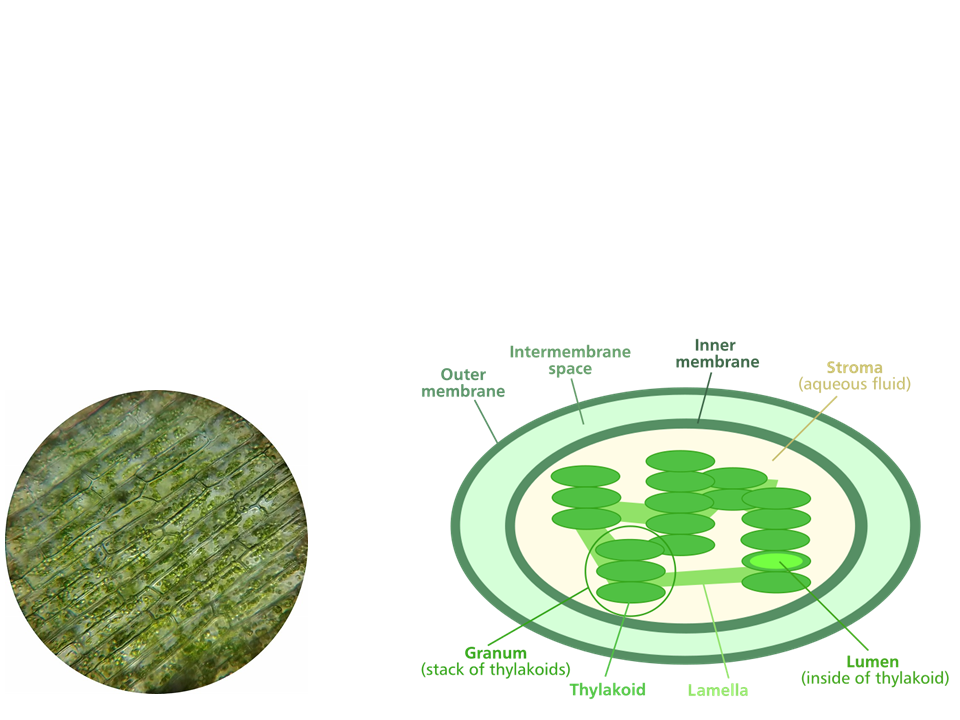 Inner
membrane
Intermembrane
space
Outer
membrane
Stroma
(aqueous fluid)
Granum
(stack of thylakoids)
Thylakoid
Lamella
Lumen
(inside of thylakoid)